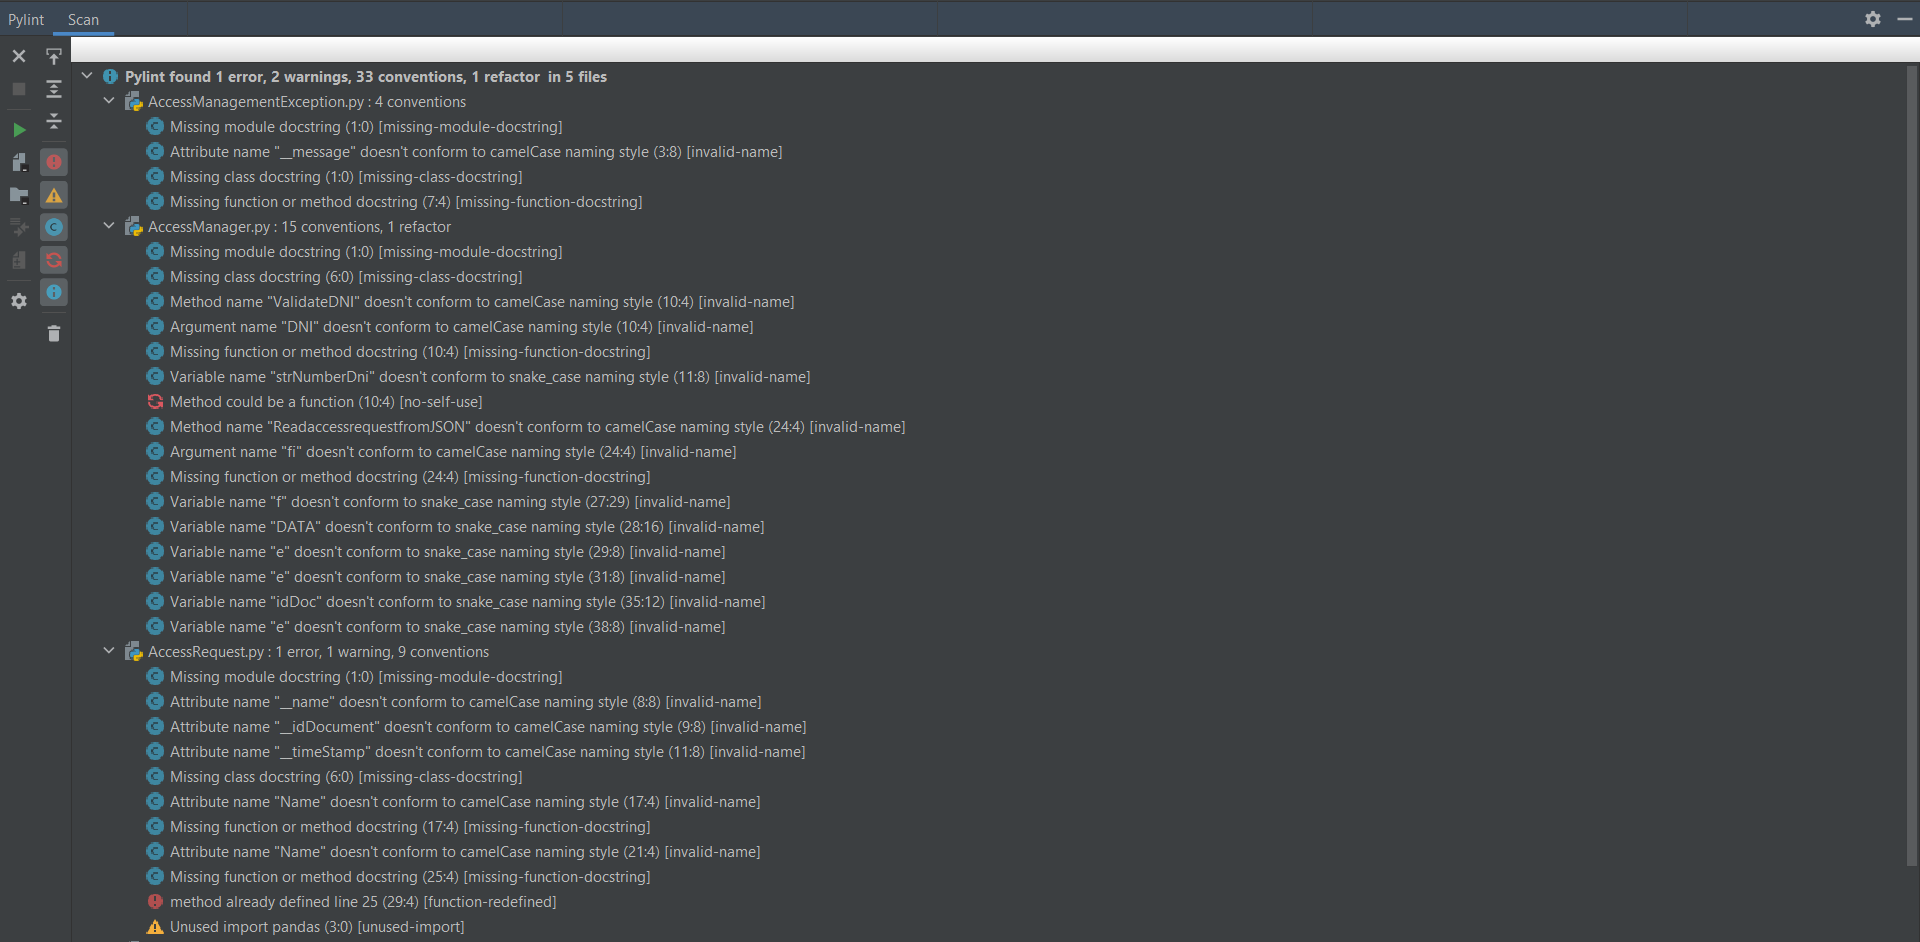 Pylint Scan
Pylint found 1 error, 2 warnings, 33 conventions, 1 refactor in 5 files
AccessManagementException.py : 4 conventions
Missing module docstring (1:0) [missing-module-docstring]
Attribute name "__message" doesn't conform to camelCase naming style (3:8) [invalid-name]
Missing class docstring (1:0) [missing-class-docstring]
Missing function or method docstring (7:4) [missing-function-docstring]
AccessManager.py : 15 conventions, 1 refactor
Missing module docstring (1:0) [missing-module-docstring]
Missing class docstring (6:0) [missing-class-docstring]
Method name "ValidateDNI" doesn't conform to camelCase naming style (10:4) [invalid-name]
Argument name "DNI" doesn't conform to camelCase naming style (10:4) [invalid-name]
Missing function or method docstring (10:4) [missing-function-docstring]
Variable name "strNumberDni" doesn't conform to snake_case naming style (11:8) [invalid-name]
Method could be a function (10:4) [no-self-use]
Method name "ReadaccessrequestfromJSON" doesn't conform to camelCase naming style (24:4) [invalid-name]
Argument name "fi" doesn't conform to camelCase naming style (24:4) [invalid-name]
Missing function or method docstring (24:4) [missing-function-docstring]
Variable name "f" doesn't conform to snake_case naming style (27:29) [invalid-name]
Variable name "DATA" doesn't conform to snake_case naming style (28:16) [invalid-name]
Variable name "e" doesn't conform to snake_case naming style (29:8) [invalid-name]
Variable name "e" doesn't conform to snake_case naming style (31:8) [invalid-name]
Variable name "idDoc" doesn't conform to snake_case naming style (35:12) [invalid-name]
Variable name "e" doesn't conform to snake_case naming style (38:8) [invalid-name]
AccessRequest.py : 1 error, 1 warning, 9 conventions
Missing module docstring (1:0) [missing-module-docstring]
Attribute name "__name" doesn't conform to camelCase naming style (8:8) [invalid-name]
Attribute name "__idDocument" doesn't conform to camelCase naming style (9:8) [invalid-name]
Attribute name "__timeStamp" doesn't conform to camelCase naming style (11:8) [invalid-name]
Missing class docstring (6:0) [missing-class-docstring]
Attribute name "Name" doesn't conform to camelCase naming style (17:4) [invalid-name]
Missing function or method docstring (17:4) [missing-function-docstring]
Attribute name "Name" doesn't conform to camelCase naming style (21:4) [invalid-name]
Missing function or method docstring (25:4) [missing-function-docstring]
method already defined line 25 (29:4) [function-redefined]
Unused import pandas (3:0) [unused-import]